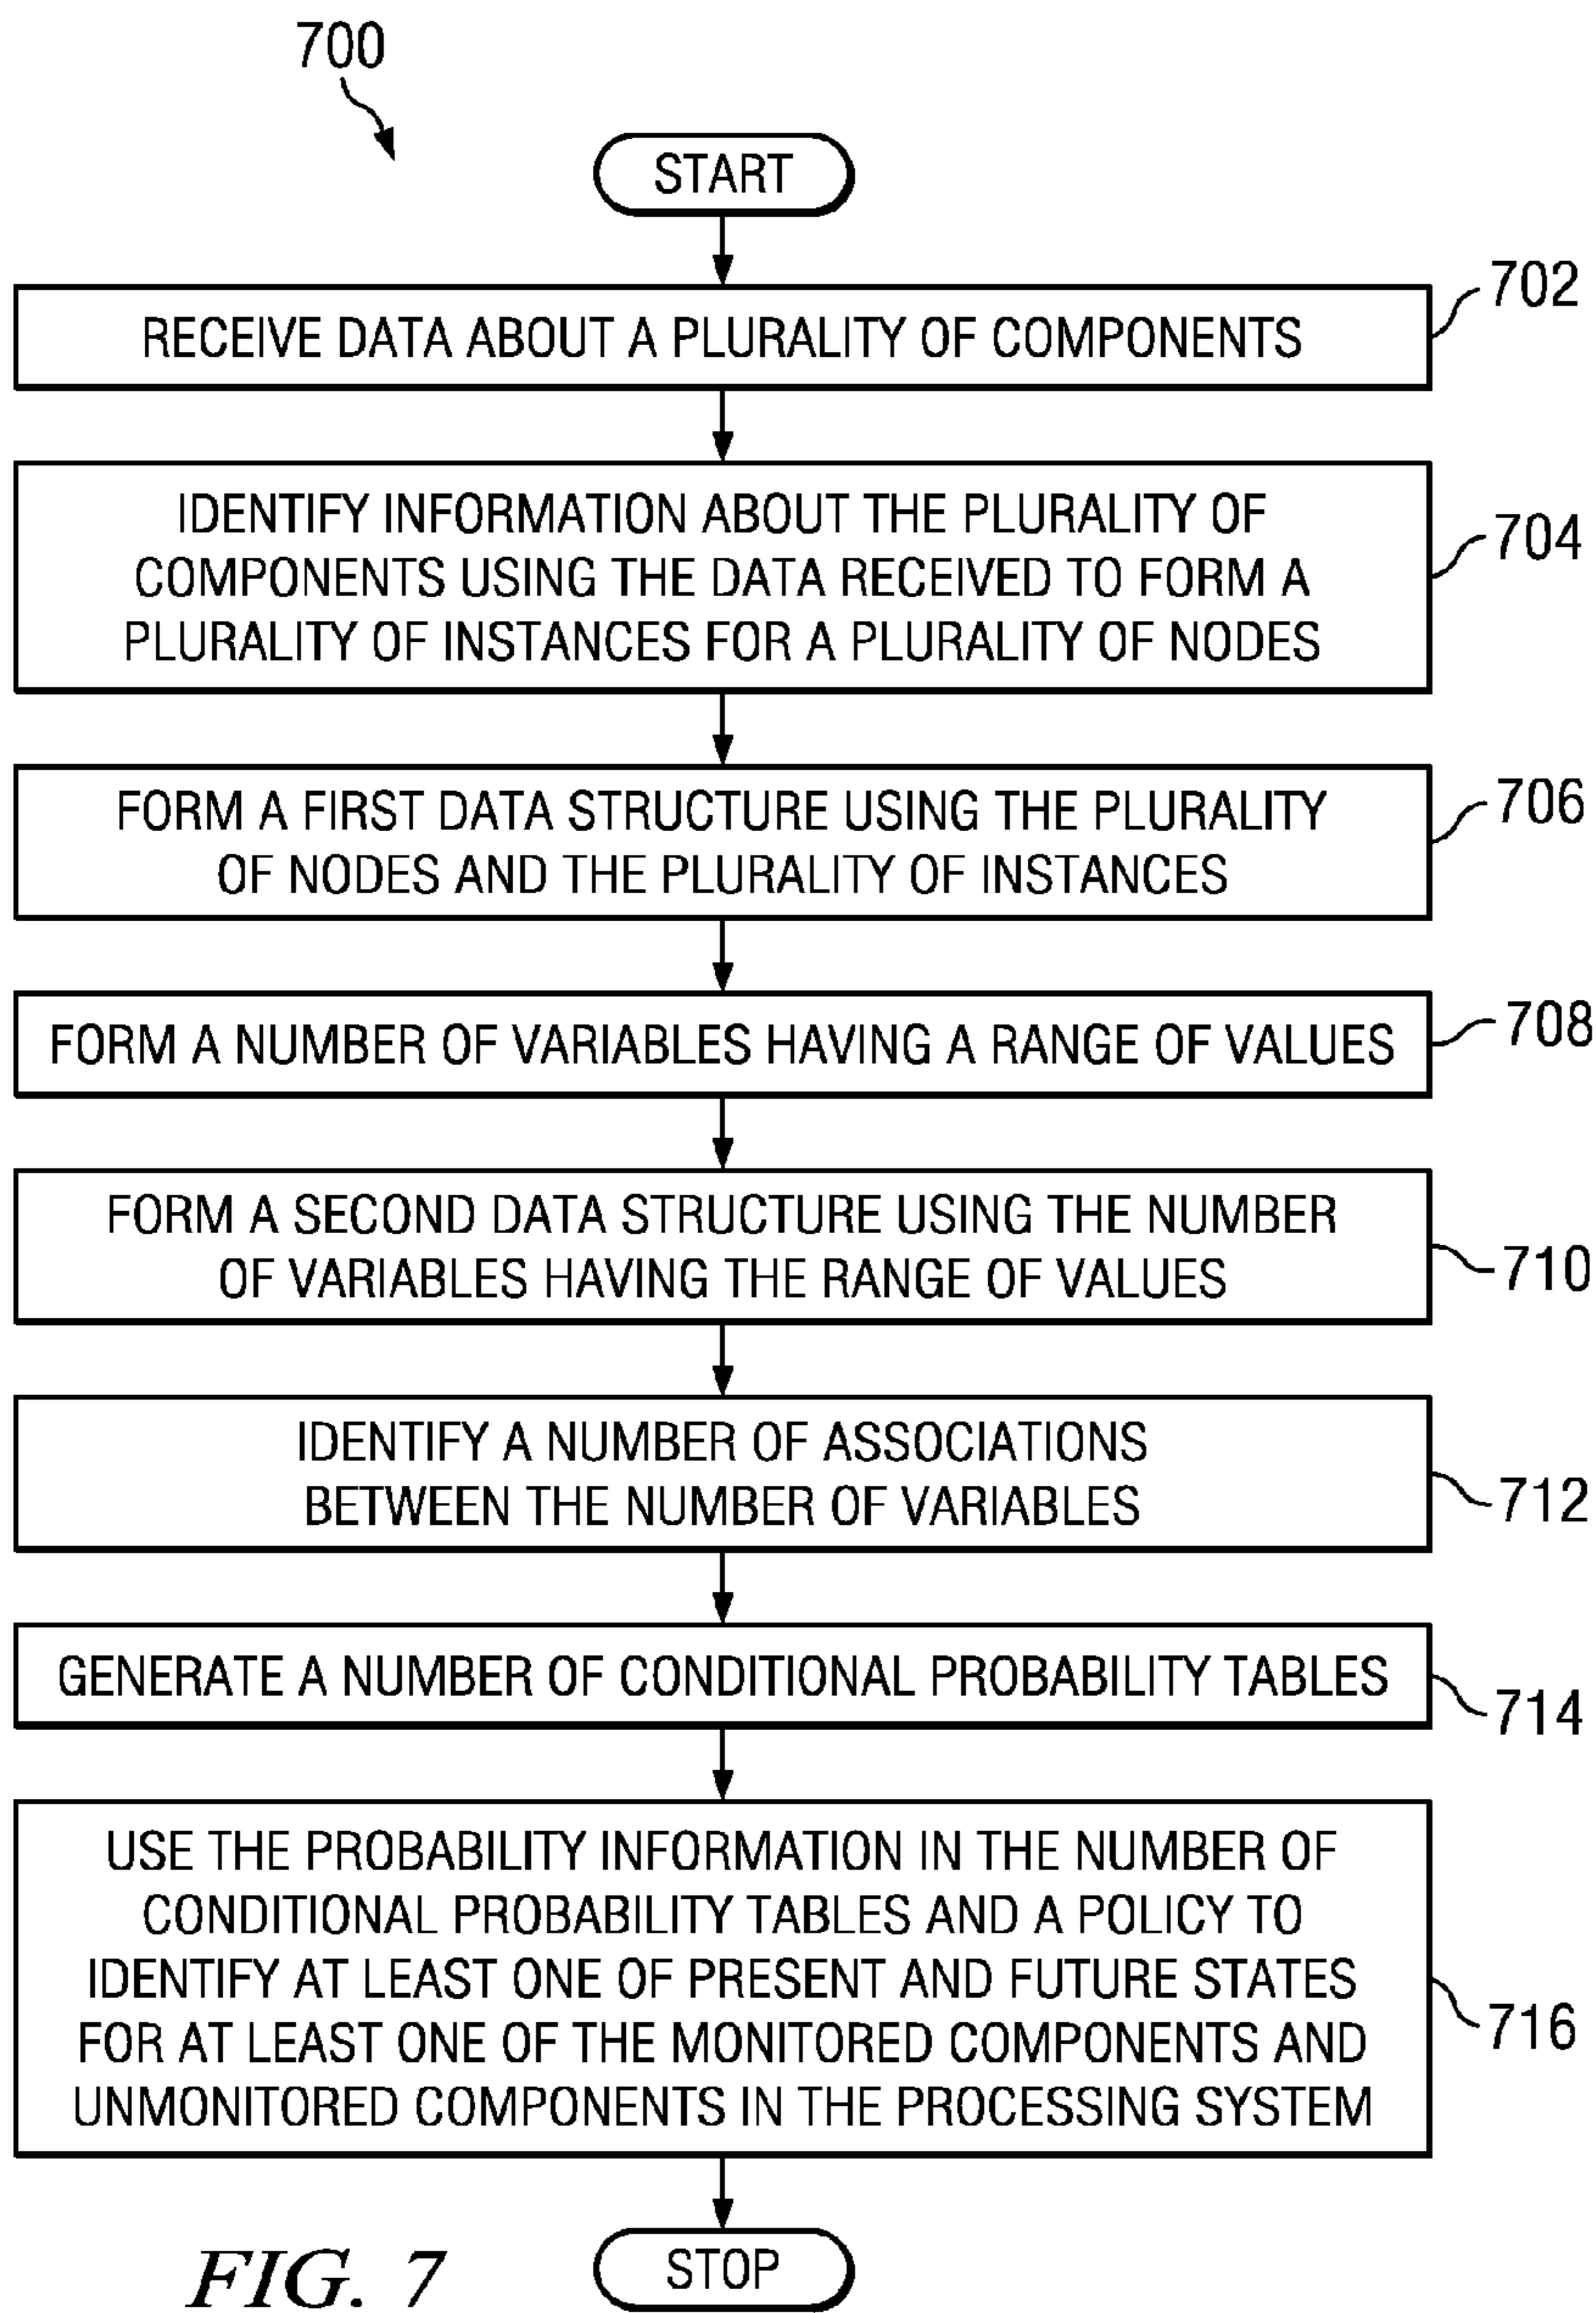 700
START
702
RECEIVE DATA ABOUT A PLURALITY OF COMPONENTS
704
IDENTIFY INFORMATION ABOUT THE PLURALITY OF
COMPONENTS USING THE DATA RECEIVED TO FORM A
PLURALITY OF INSTANCES FOR A PLURALITY OF NODES
706
FORM A FIRST DATA STRUCTURE USING THE PLURALITY
OF NODES AND THE PLURALITY OF INSTANCES
708
FORM A NUMBER OF VARIABLES HAVING A RANGE OF VALUES
FORM A SECOND DATA STRUCTURE USING THE NUMBER
OF VARIABLES HAVING THE RANGE OF VALUES
710
IDENTIFY A NUMBER OF ASSOCIATIONS
BETWEEN THE NUMBER OF VARIABLES
712
GENERATE A NUMBER OF CONDITIONAL PROBABILITY TABLES
714
USE THE PROBABILITY INFORMATION IN THE NUMBER OF
CONDITIONAL PROBABILITY TABLES AND A POLICY TO
IDENTIFY AT LEAST ONE OF PRESENT AND FUTURE STATES
FOR AT LEAST ONE OF THE MONITORED COMPONENTS AND
UNMONITORED COMPONENTS IN THE PROCESSING SYSTEM
716
STOP
FIG. 7